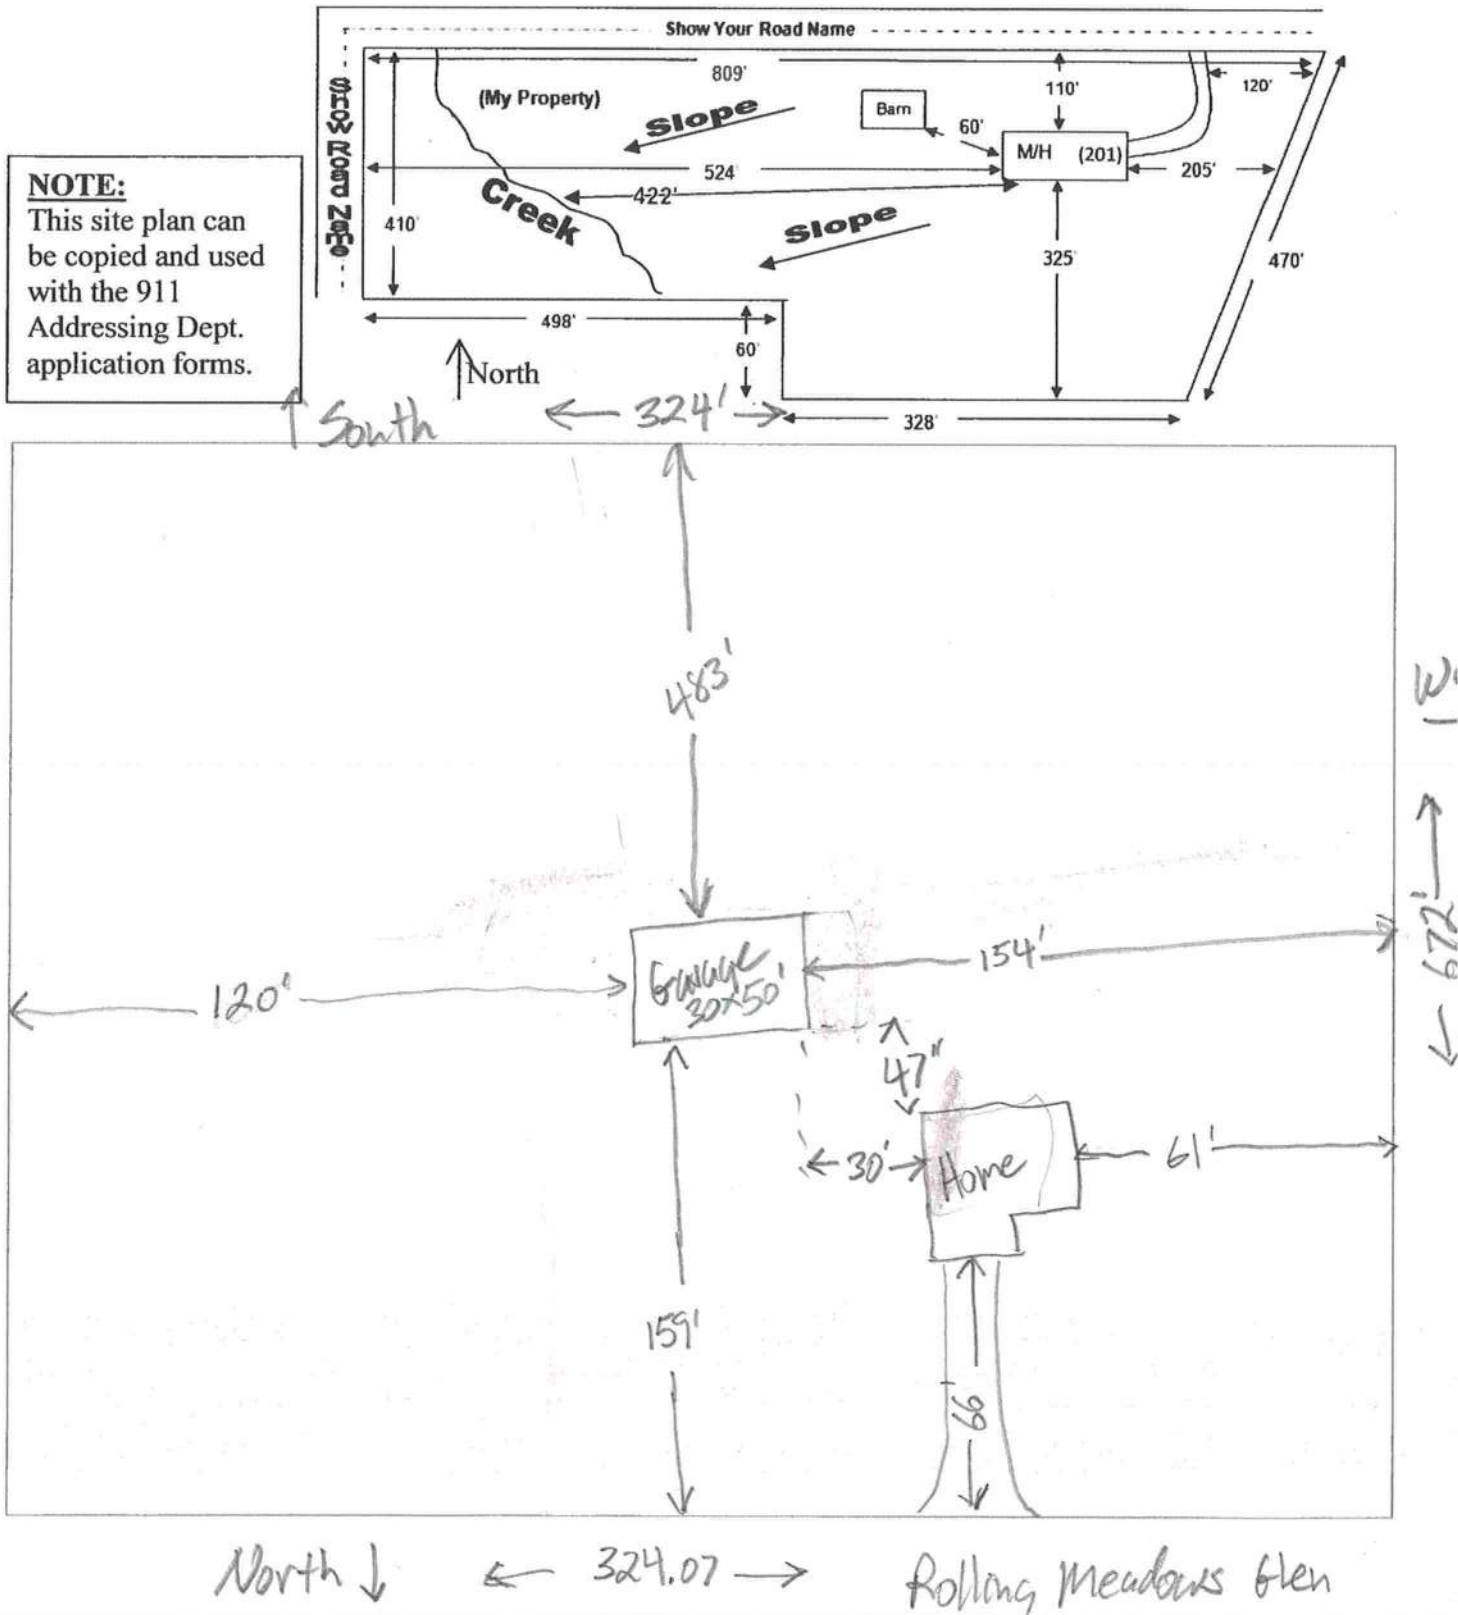 Show Your Road Name
Show Road Name
809'
110'
120'
(My Property)
Slope
Barn
60'
M/H (201)
524'
205'
422'
Creek
410'
Slope
325'
470'
NOTE:
This site plan can
be copied and used
with the 911
Addressing Dept.
application forms.
498'
60'
North
328'
South
324'
483'
672'
Garage
30x50'
120'
154'
47"
30'
Home
61'
159'
66'
North
324.07
Rolling Meadows Glen